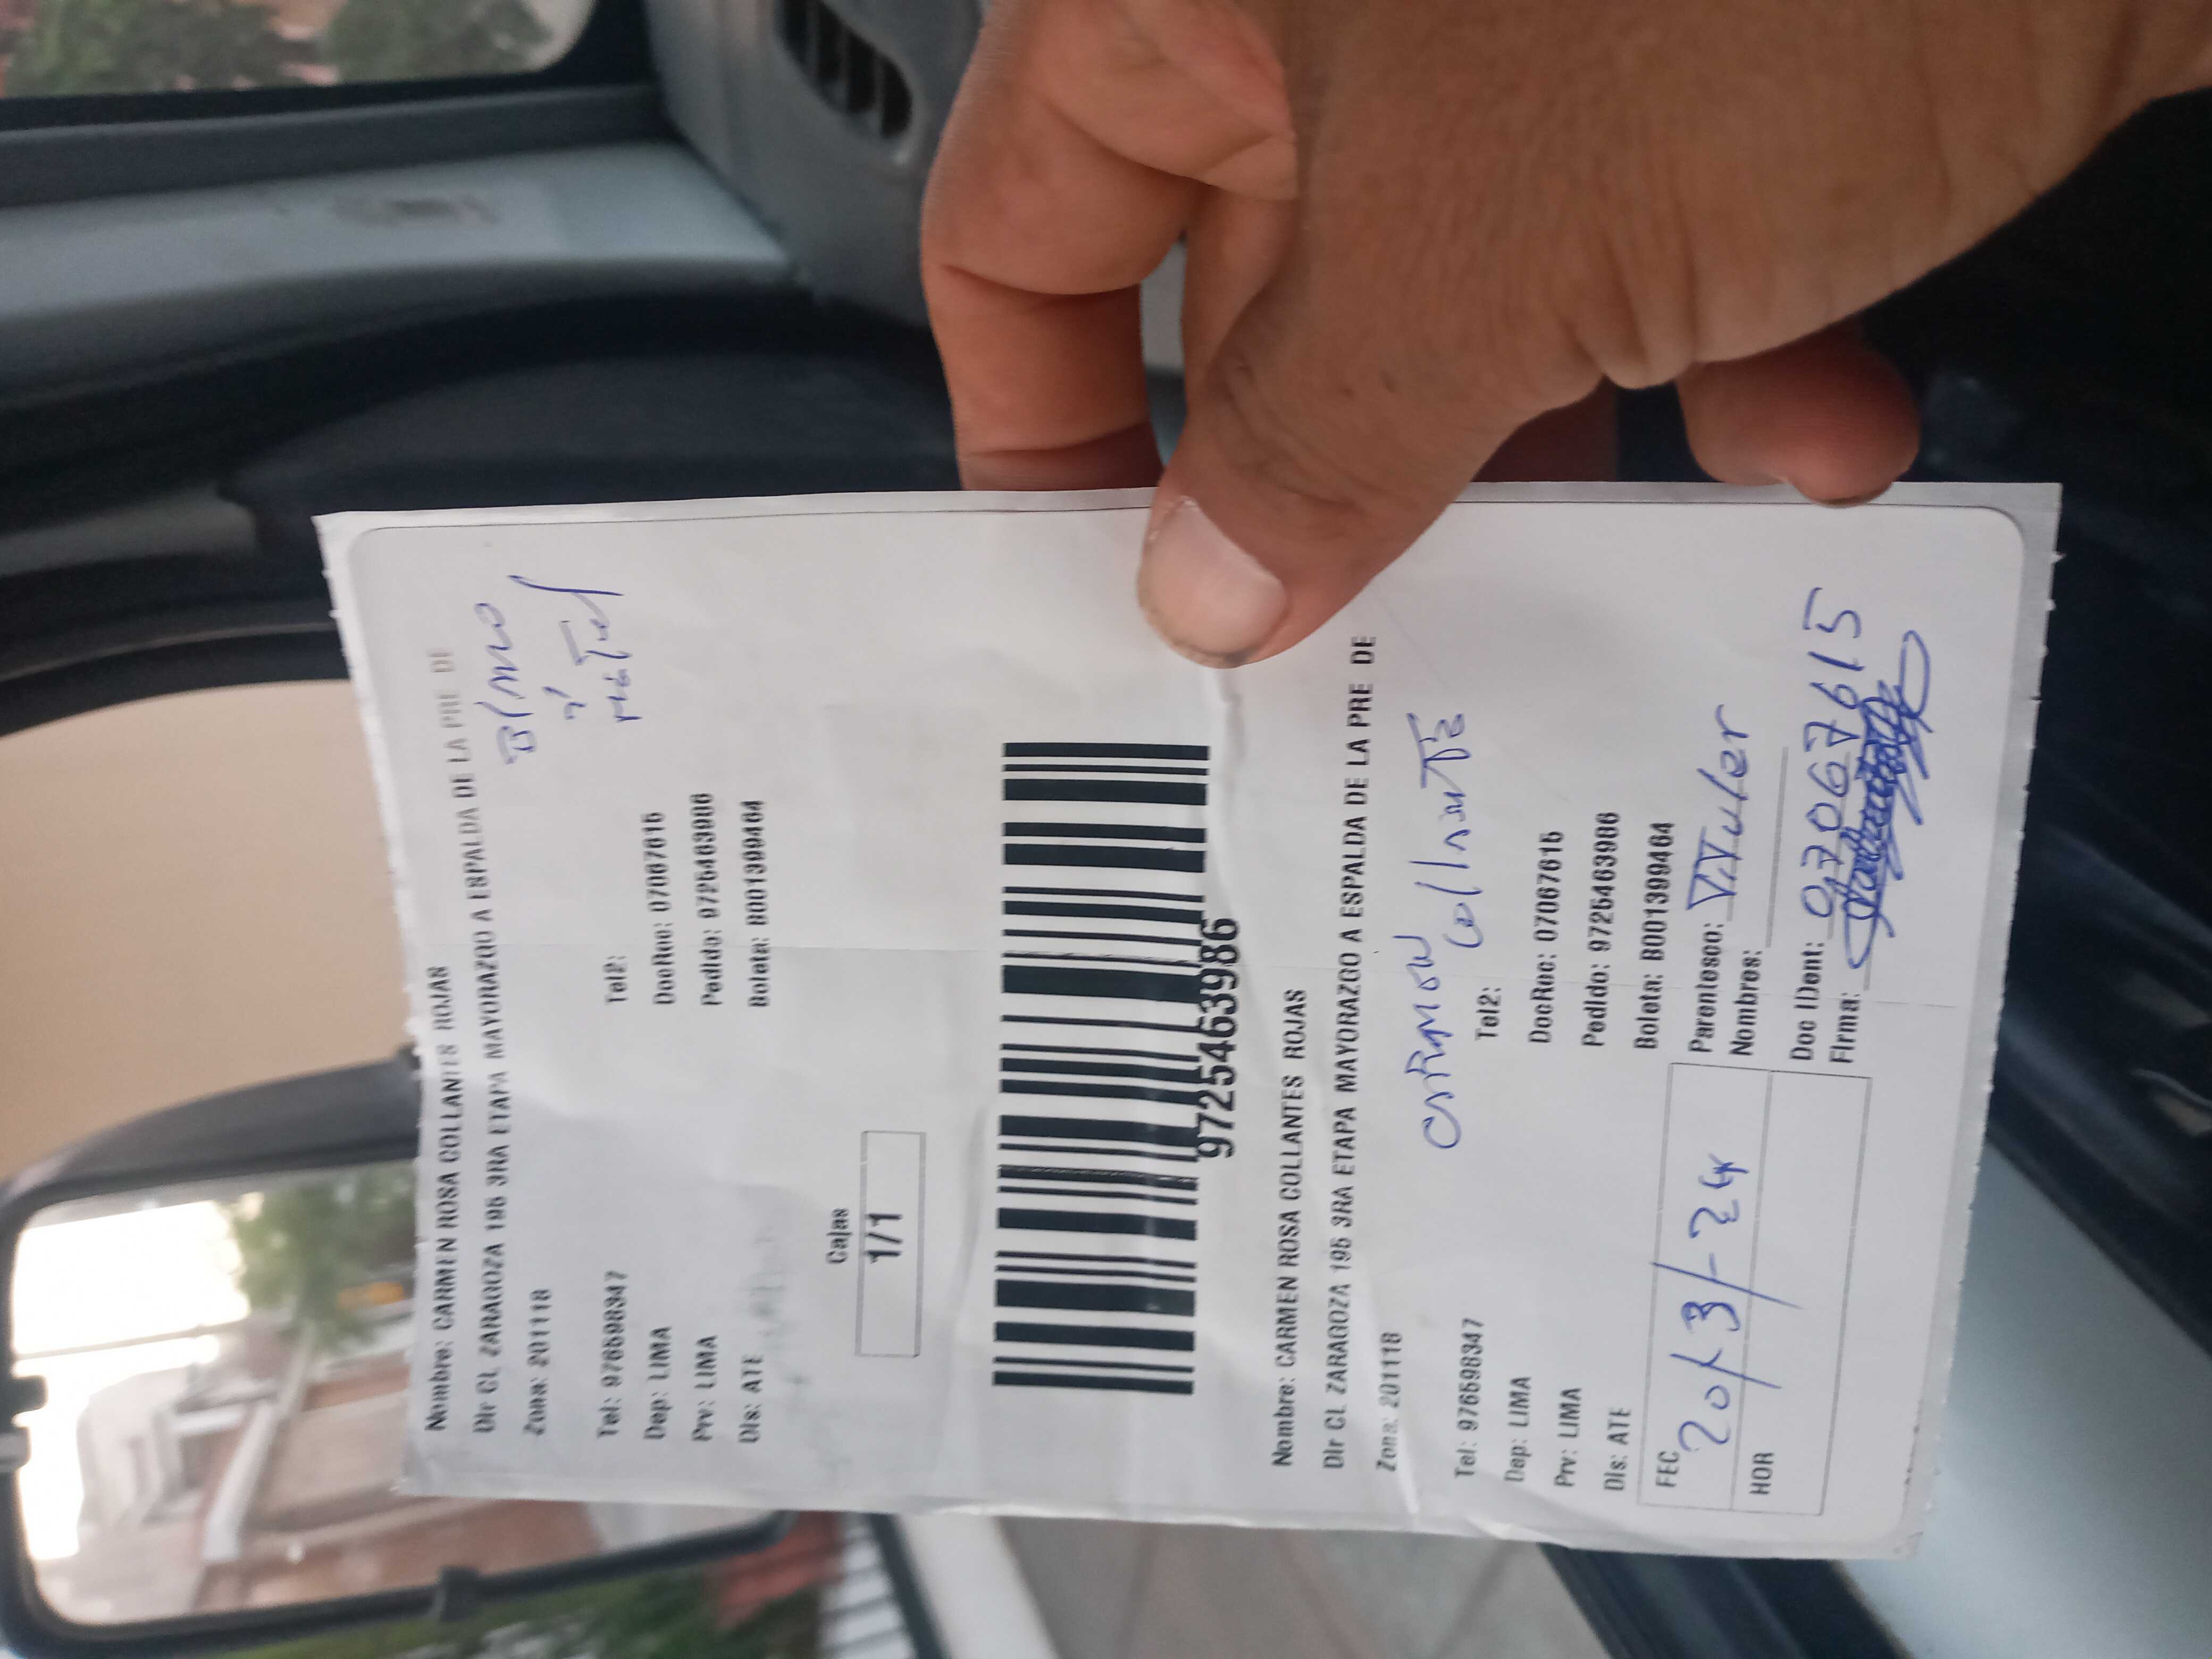 Nombre: CARMEN ROSA COLLANTES ROJAS
Dir CL ZARAGOZA 195 3RA ETAPA MAYORAZGO A ESPALDA DE LA PRE DE
Zona: 201118
Tel: 976598347 Tel2:
Dep: LIMA DocRec: 07067615
Prv: LIMA Pedido: 9725463986
Dis: ATE Boleta: B001399464
Cajas
1/1
9725463986
Nombre: CARMEN ROSA COLLANTES ROJAS
Dir CL ZARAGOZA 195 3RA ETAPA MAYORAZGO A ESPALDA DE LA PRE DE
Zona: 201118
Carmon
Collante
Tel: 976598347 Tel2:
Dep: LIMA DocRec: 07067615
Prv: LIMA Pedido: 9725463986
Dis: ATE Boleta: B001399464
FEC 20/3/-24 Parentesco: Titular
HOR Nombres:
Doc IDent: 07067615
Firma: